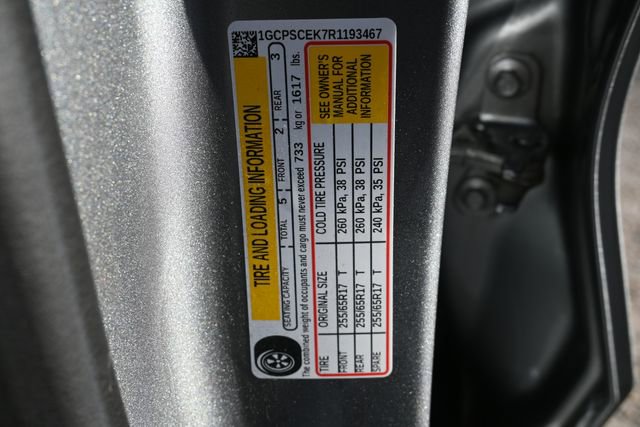 1GCPSCEK7R1193467
TIRE AND LOADING INFORMATION
SEATING CAPACITY TOTAL 5 FRONT 2 REAR 3
The combined weight of occupants and cargo must never exceed 733 kg or 1617 lbs.
TIRE ORIGINAL SIZE COLD TIRE PRESSURE SEE OWNER'S
MANUAL FOR
ADDITIONAL
INFORMATION
FRONT 255/65R17 T 260 kPa, 38 PSI
REAR 255/65R17 T 260 kPa, 38 PSI
SPARE 255/65R17 T 240 kPa, 35 PSI